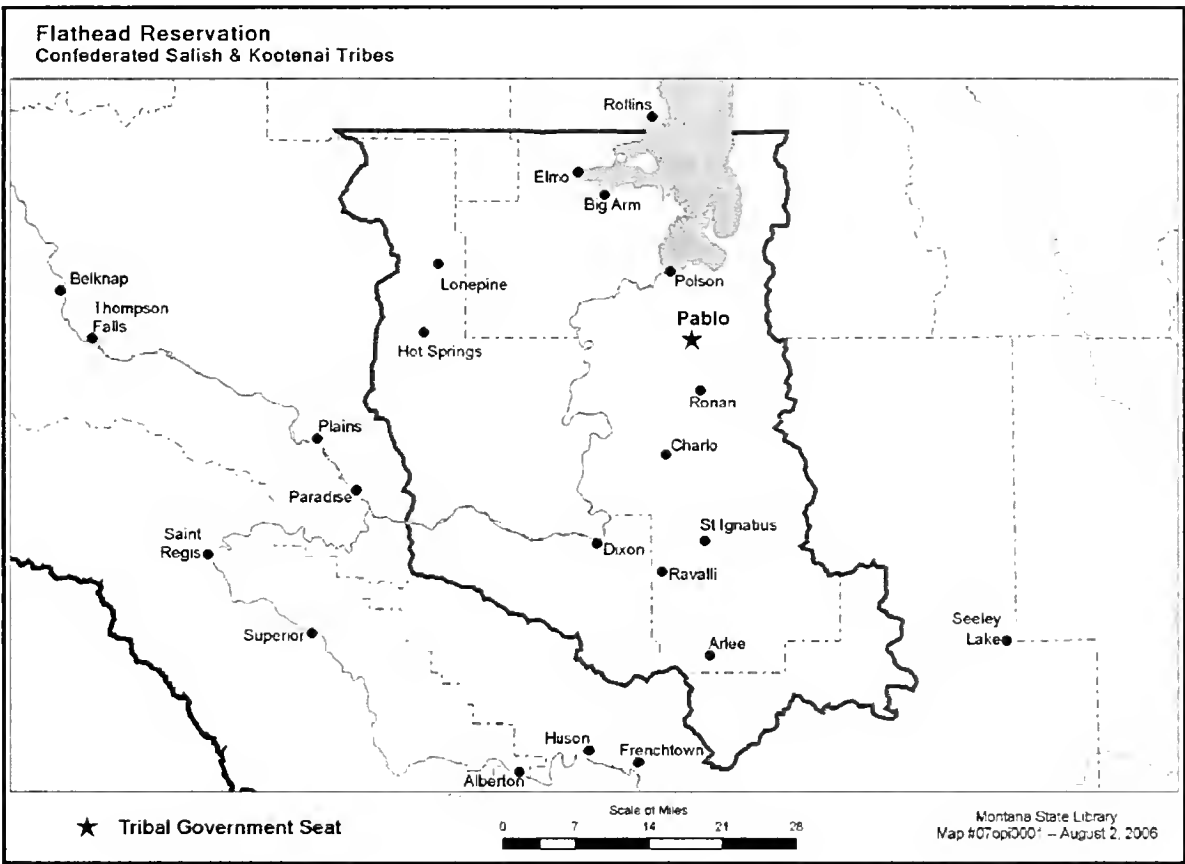 Flathead Reservation
Confederated Salish & Kootenai Tribes
Rollins
Elmo
Big Arm
Belknap
Thompson
Falls
Lonepine
Polson
Pablo
Hot Springs
Ronan
Plains
Charlo
Paradise
Saint
Regis
St Ignatius
Dixon
Ravalli
Superior
Arlee
Seeley
Lake
Huson
Frenchtown
Alberton
★ Tribal Government Seat
Scale of Miles
0 7 14 21 28
Montana State Library
Map #07opi0001 – August 2, 2006